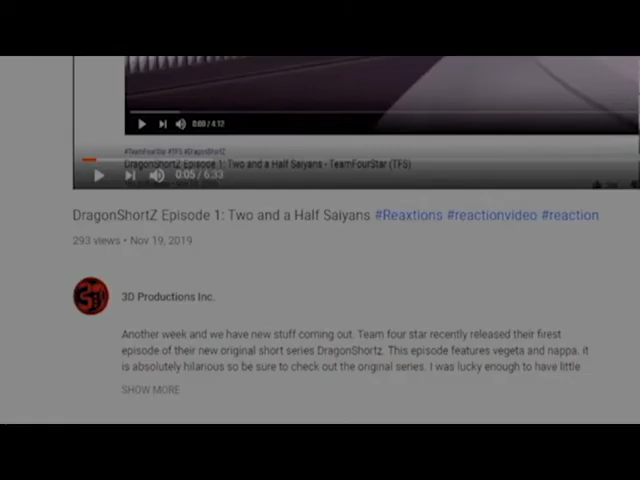 0:00 / 4:12
#TeamFourStar #TFS #DragonShortZ
DragonShortZ Episode 1: Two and a Half Saiyans - TeamFourStar (TFS)
0:05 / 6:33
DragonShortZ Episode 1: Two and a Half Saiyans #Reaxtions #reactionvideo #reaction
293 views • Nov 19, 2019
3D Productions Inc.
Another week and we have new stuff coming out. Team four star recently released their firest
episode of their new original short series DragonShortz. This episode features vegeta and nappa. it
is absolutely hilarious so be sure to check out the original series. I was lucky enough to have little
SHOW MORE